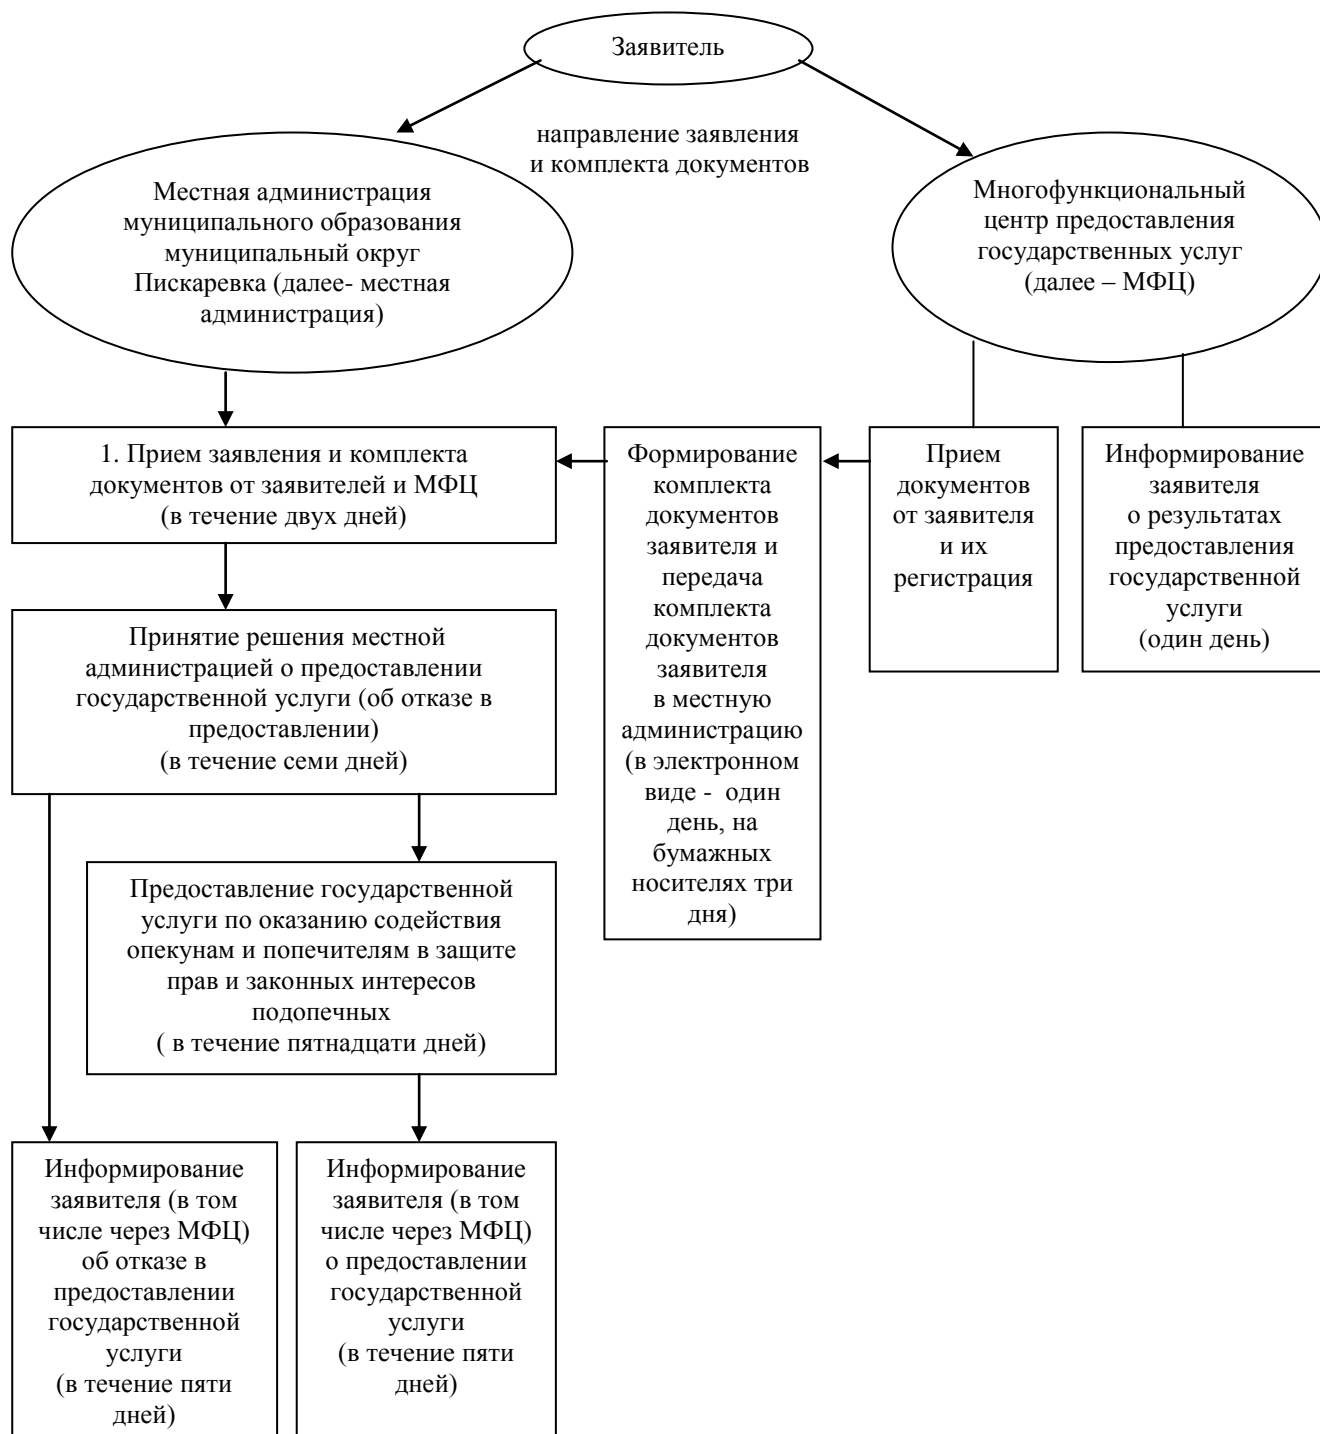 Заявитель
направление заявления
и комплекта документов
Местная администрация
муниципального образования
муниципальный округ
Пискаревка (далее- местная
администрация)
Многофункциональный
центр предоставления
государственных услуг
(далее – МФЦ)
1. Прием заявления и комплекта
документов от заявителей и МФЦ
(в течение двух дней)
Формирование
комплекта
документов
заявителя и
передача
комплекта
документов
заявителя
в местную
администрацию
(в электронном
виде - один
день, на
бумажных
носителях три
дня)
Прием
документов
от заявителя
и их
регистрация
Информирование
заявителя
о результатах
предоставления
государственной
услуги
(один день)
Принятие решения местной
администрацией о предоставлении
государственной услуги (об отказе в
предоставлении)
(в течение семи дней)
Предоставление государственной
услуги по оказанию содействия
опекунам и попечителям в защите
прав и законных интересов
подопечных
( в течение пятнадцати дней)
Информирование
заявителя (в том
числе через МФЦ)
об отказе в
предоставлении
государственной
услуги
(в течение пяти
дней)
Информирование
заявителя (в том
числе через МФЦ)
о предоставлении
государственной
услуги
(в течение пяти
дней)